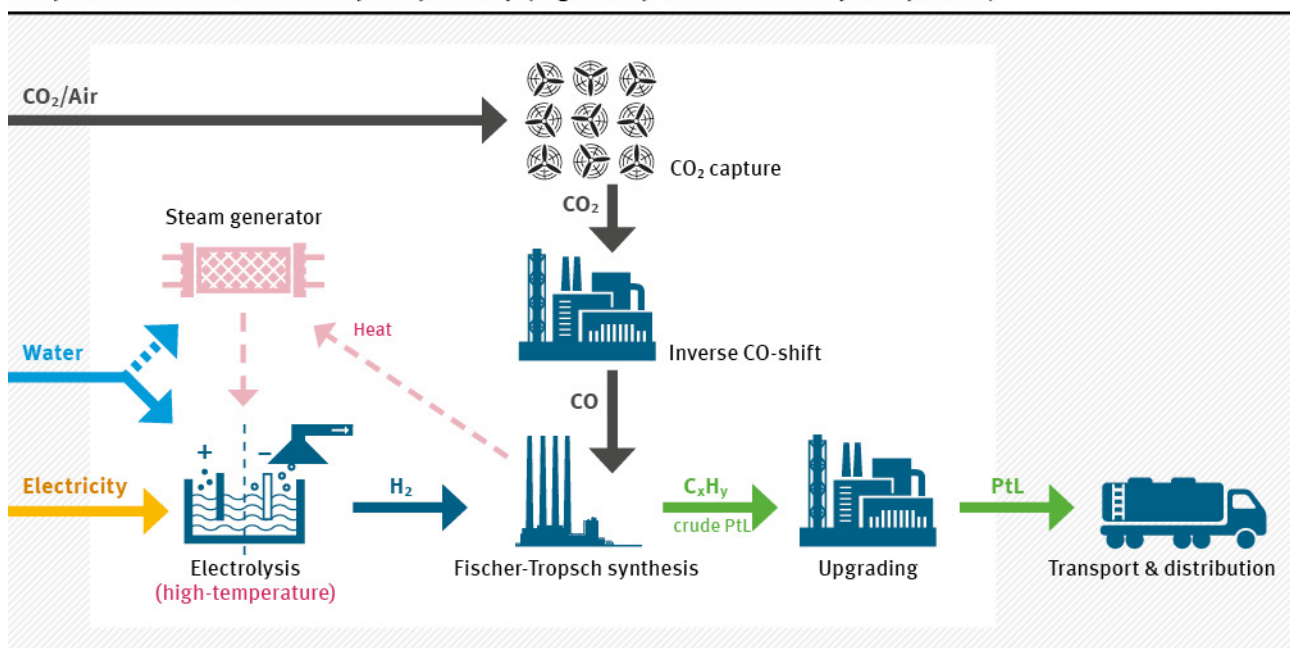 CO₂/Air
CO₂ capture
CO₂
Steam generator
Heat
Inverse CO-shift
Water
CO
+
−
Electricity
H₂
CₓHᵧ
crude PtL
PtL
Electrolysis
(high-temperature)
Fischer-Tropsch synthesis
Upgrading
Transport & distribution